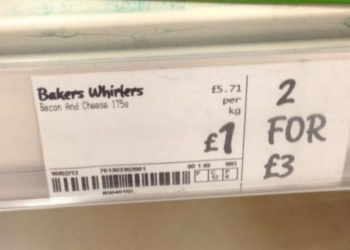 Bakers Whirlers
Bacon And Cheese 175g
£5.71
per
kg
£1
2
FOR
£3